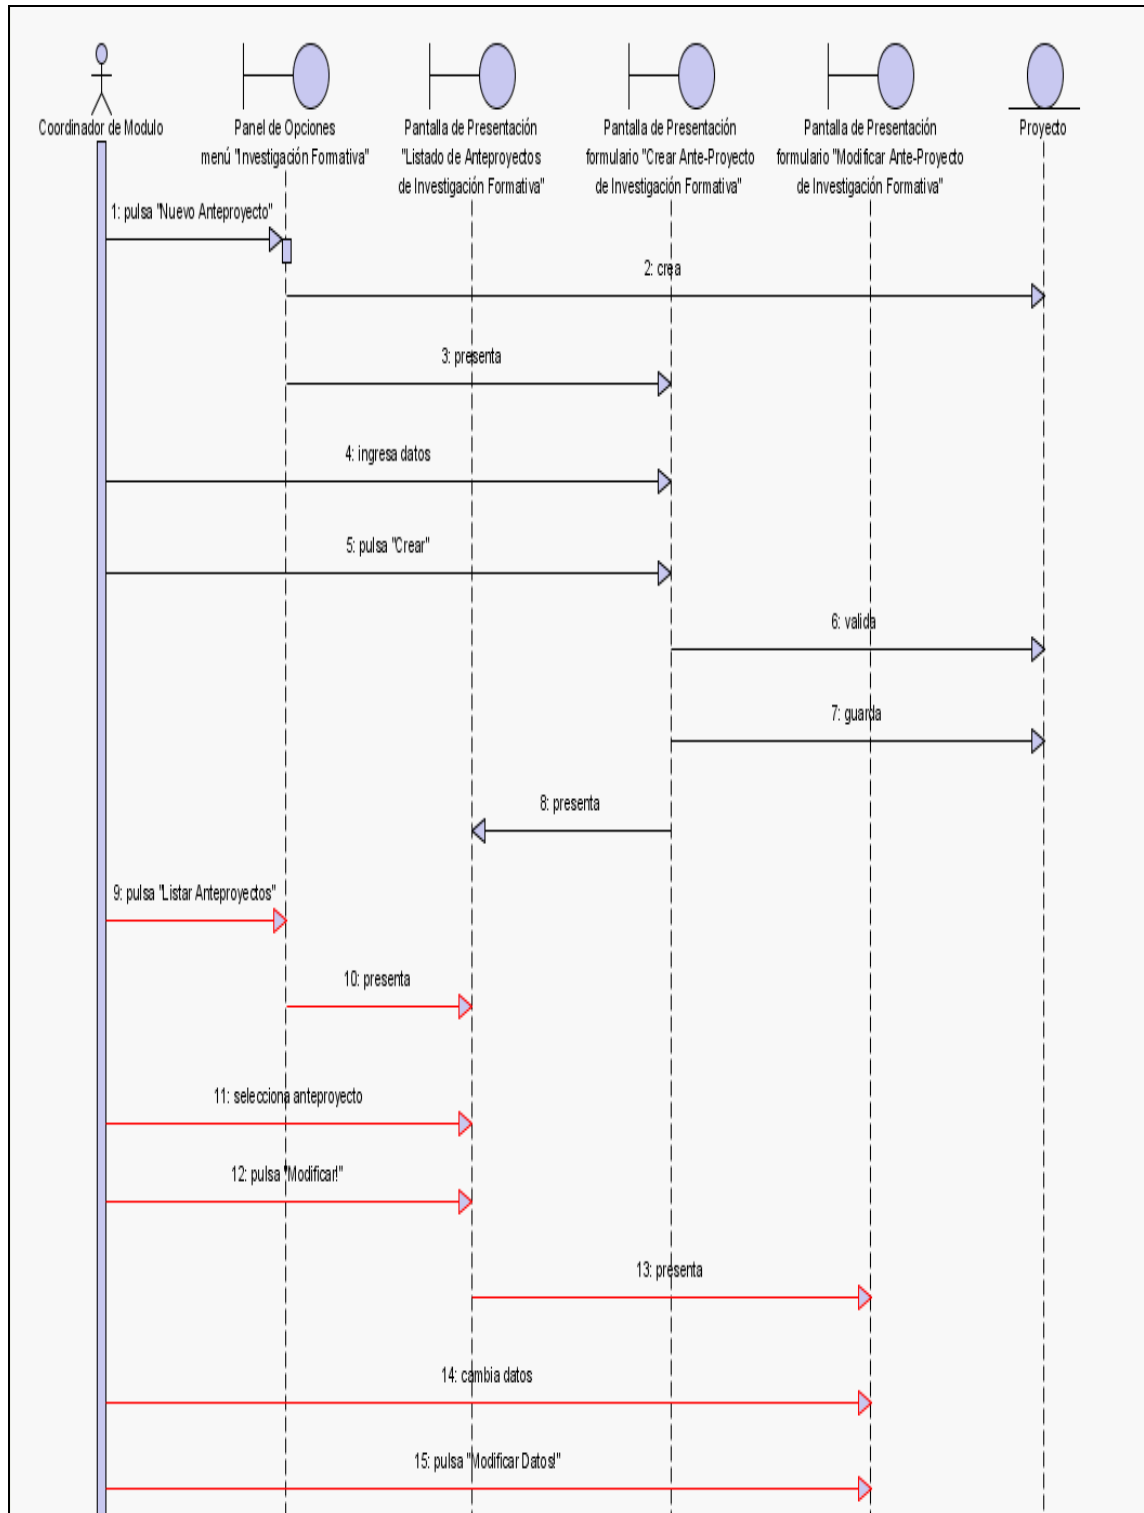 Coordinador de Modulo
Panel de Opciones
menú "Investigación Formativa"
Pantalla de Presentación
"Listado de Anteproyectos
de Investigación Formativa"
Pantalla de Presentación
formulario "Crear Ante-Proyecto
de Investigación Formativa"
Pantalla de Presentación
formulario "Modificar Ante-Proyecto
de Investigación Formativa"
Proyecto
1: pulsa "Nuevo Anteproyecto"
2: crea
3: presenta
4: ingresa datos
5: pulsa "Crear"
6: valida
7: guarda
8: presenta
9: pulsa "Listar Anteproyectos"
10: presenta
11: selecciona anteproyecto
12: pulsa "Modificar!"
13: presenta
14: cambia datos
15: pulsa "Modificar Datos!"